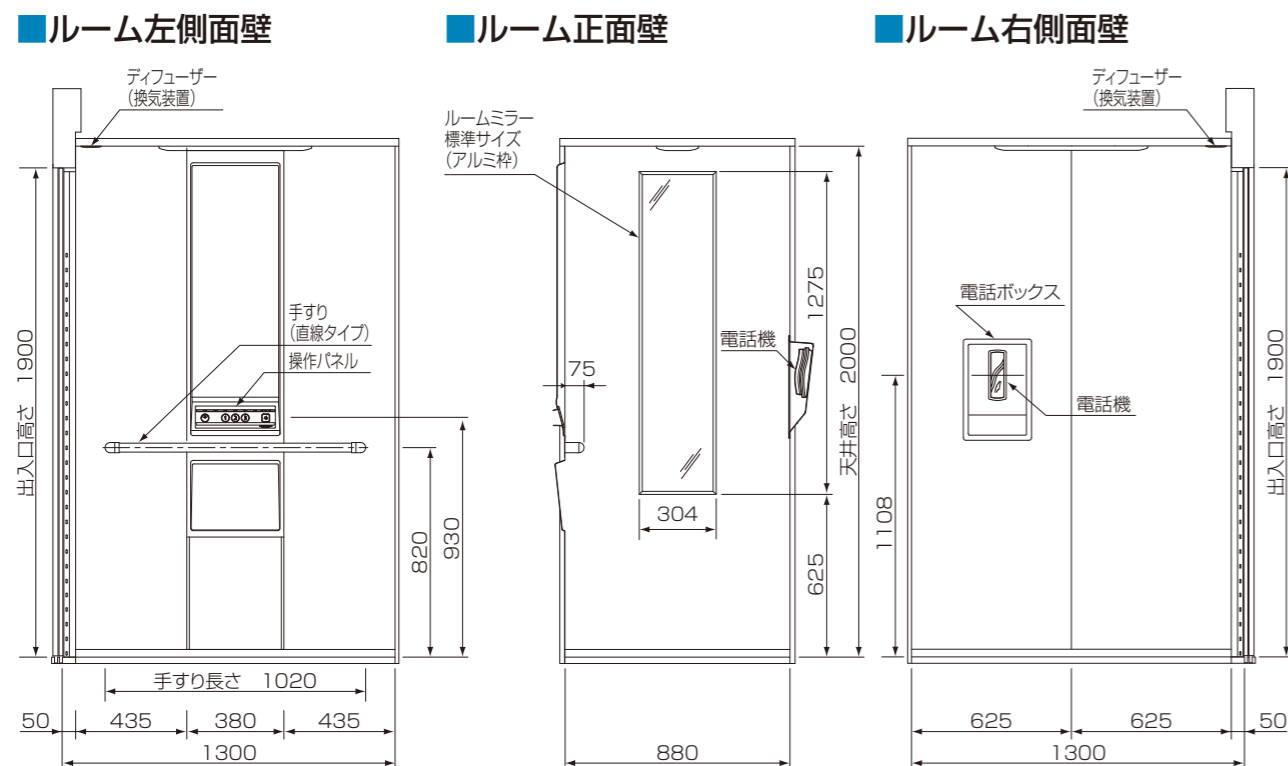 ■ルーム左側面壁
ディフューザー
(換気装置)
出入口高さ 1900
手すり
(直線タイプ)
操作パネル
820
930
手すり長さ 1020
50
435
380
435
1300
■ルーム正面壁
ルームミラー
標準サイズ
(アルミ枠)
75
電話機
1275
天井高さ 2000
304
625
880
■ルーム右側面壁
ディフューザー
(換気装置)
電話ボックス
電話機
1108
出入口高さ 1900
625
625
50
1300